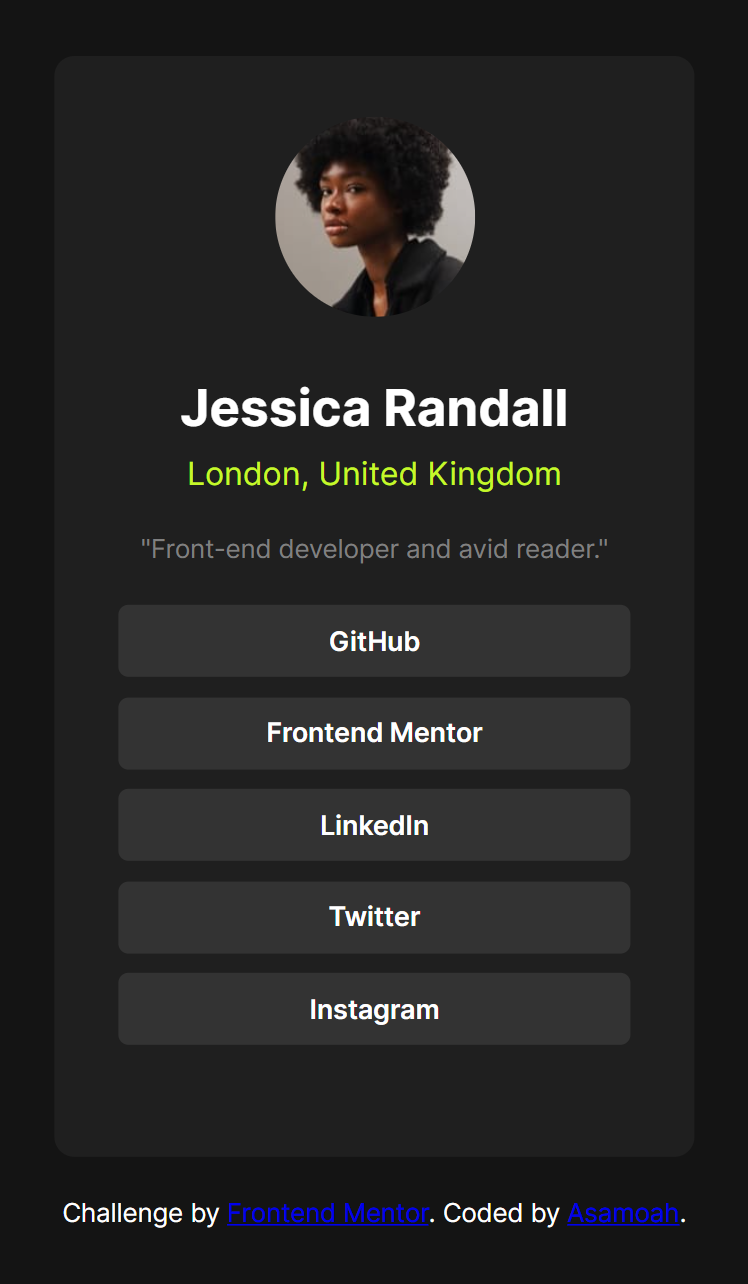 Jessica Randall
London, United Kingdom
"Front-end developer and avid reader."
GitHub
Frontend Mentor
LinkedIn
Twitter
Instagram
Challenge by Frontend Mentor. Coded by Asamoah.